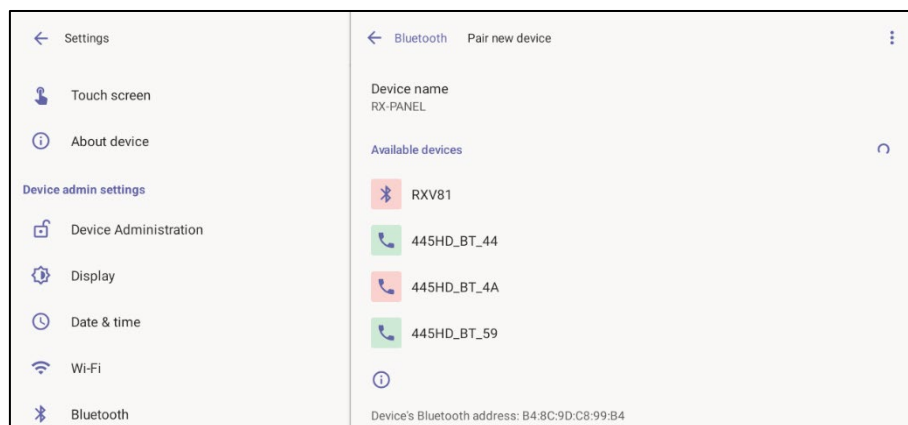 Settings
Touch screen
About device
Device admin settings
Device Administration
Display
Date & time
Wi-Fi
Bluetooth
Bluetooth Pair new device
Device name
RX-PANEL
Available devices
RXV81
445HD_BT_44
445HD_BT_4A
445HD_BT_59
Device's Bluetooth address: B4:8C:9D:C8:99:B4